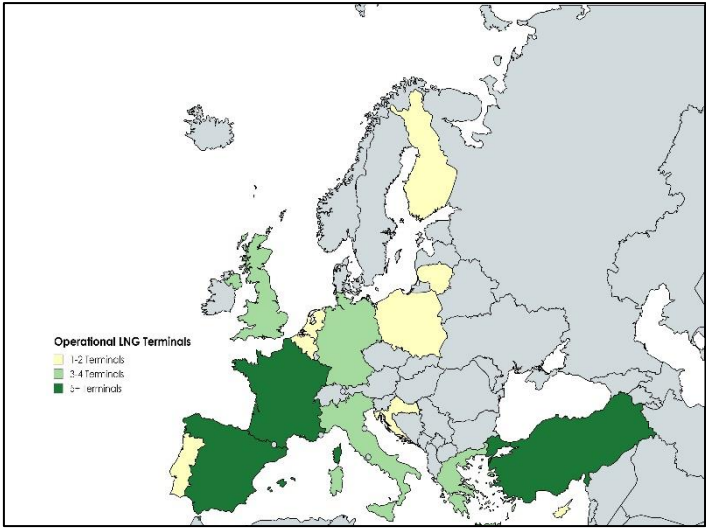 Operational LNG Terminals
1-2 Terminals
3-4 Terminals
5+ Terminals